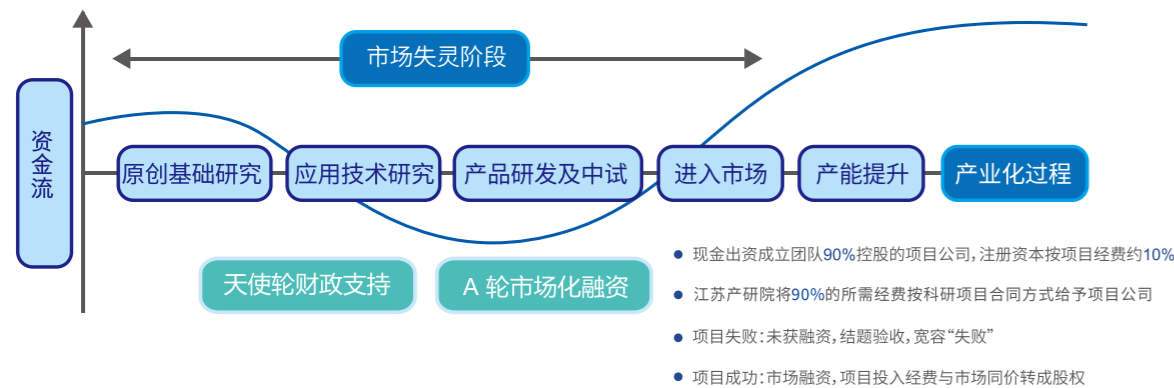 市场失灵阶段
资金流
原创基础研究
应用技术研究
产品研发及中试
进入市场
产能提升
产业化过程
天使轮财政支持
A 轮市场化融资
现金出资成立团队90%控股的项目公司，注册资本按项目经费约10%
江苏产研院将90%的所需经费按科研项目合同方式给予项目公司
项目失败：未获融资，结题验收，宽容“失败”
项目成功：市场融资，项目投入经费与市场同价转成股权